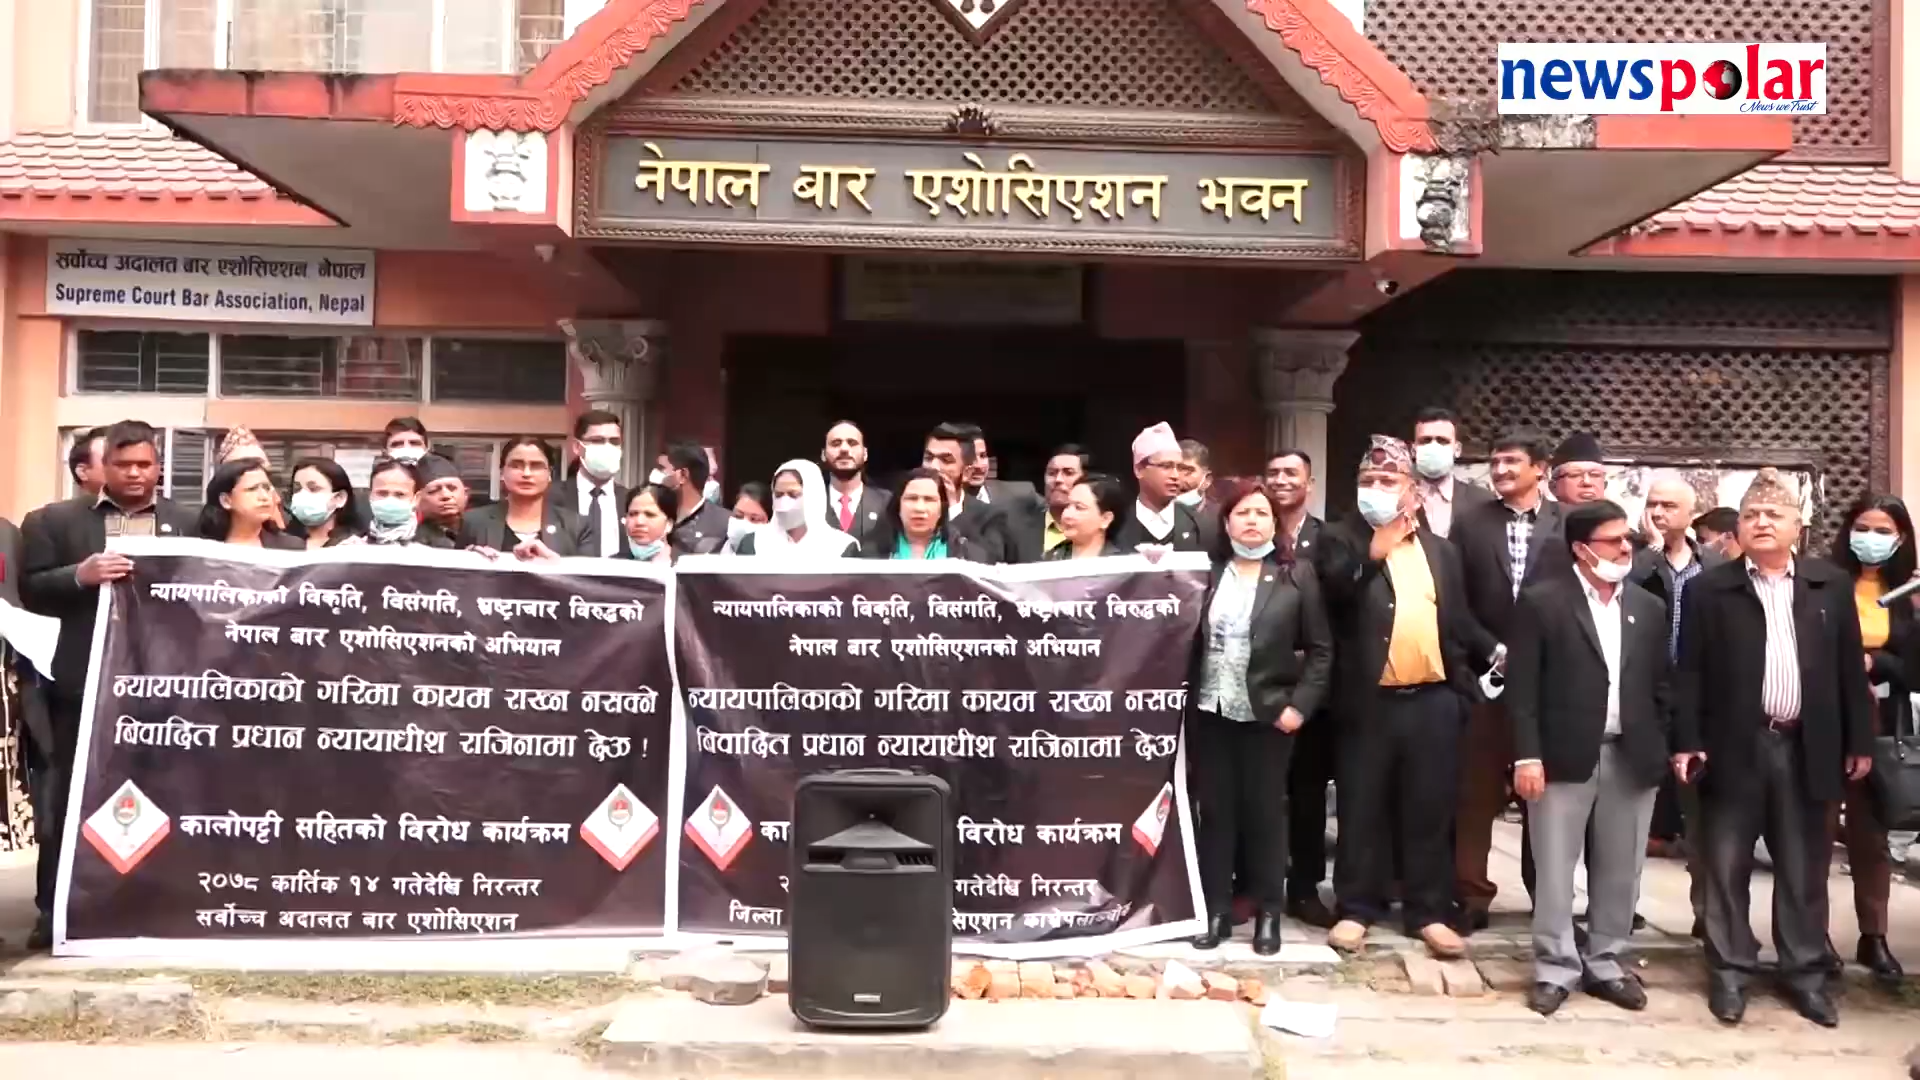 newspolar
News we Trust
नेपाल बार एशोसिएशन भवन
सर्वोच्च अदालत बार एशोसिएशन, नेपाल
Supreme Court Bar Association, Nepal
न्यायपालिकाको विकृति, विसंगति, भ्रष्ट्राचार विरुद्धको
नेपाल बार एशोसिएशनको अभियान
न्यायपालिकाको गरिमा कायम राख्न नसक्ने
बिवादित प्रधान न्यायाधीश राजिनामा देऊ !
कालोपट्टी सहितको विरोध कार्यक्रम
२०७८ कार्तिक १४ गतेदेखि निरन्तर
सर्वोच्च अदालत बार एशोसिएशन
न्यायपालिकाको विकृति, विसंगति, भ्रष्ट्राचार विरुद्धको
नेपाल बार एशोसिएशनको अभियान
न्यायपालिकाको गरिमा कायम राख्न
बिवादित प्रधान न्यायाधीश राजिनामा देऊ
विरोध कार्यक्रम
गतेदेखि निरन्तर
जिल्ला